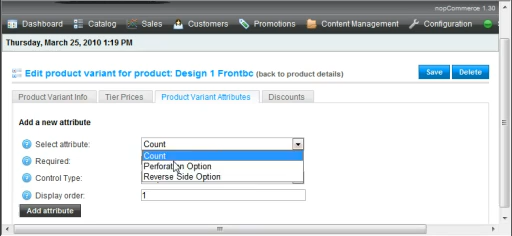 nopCommerce 1.30
Dashboard Catalog Sales Customers Promotions Content Management Configuration
Thursday, March 25, 2010 1:19 PM
Edit product variant for product: Design 1 Frontbc (back to product details) Save Delete
Product Variant Info Tier Prices Product Variant Attributes Discounts
Add a new attribute
Select attribute: Count
Count
Required: Perforation Option
Control Type: Reverse Side Option
Display order: 1
Add attribute